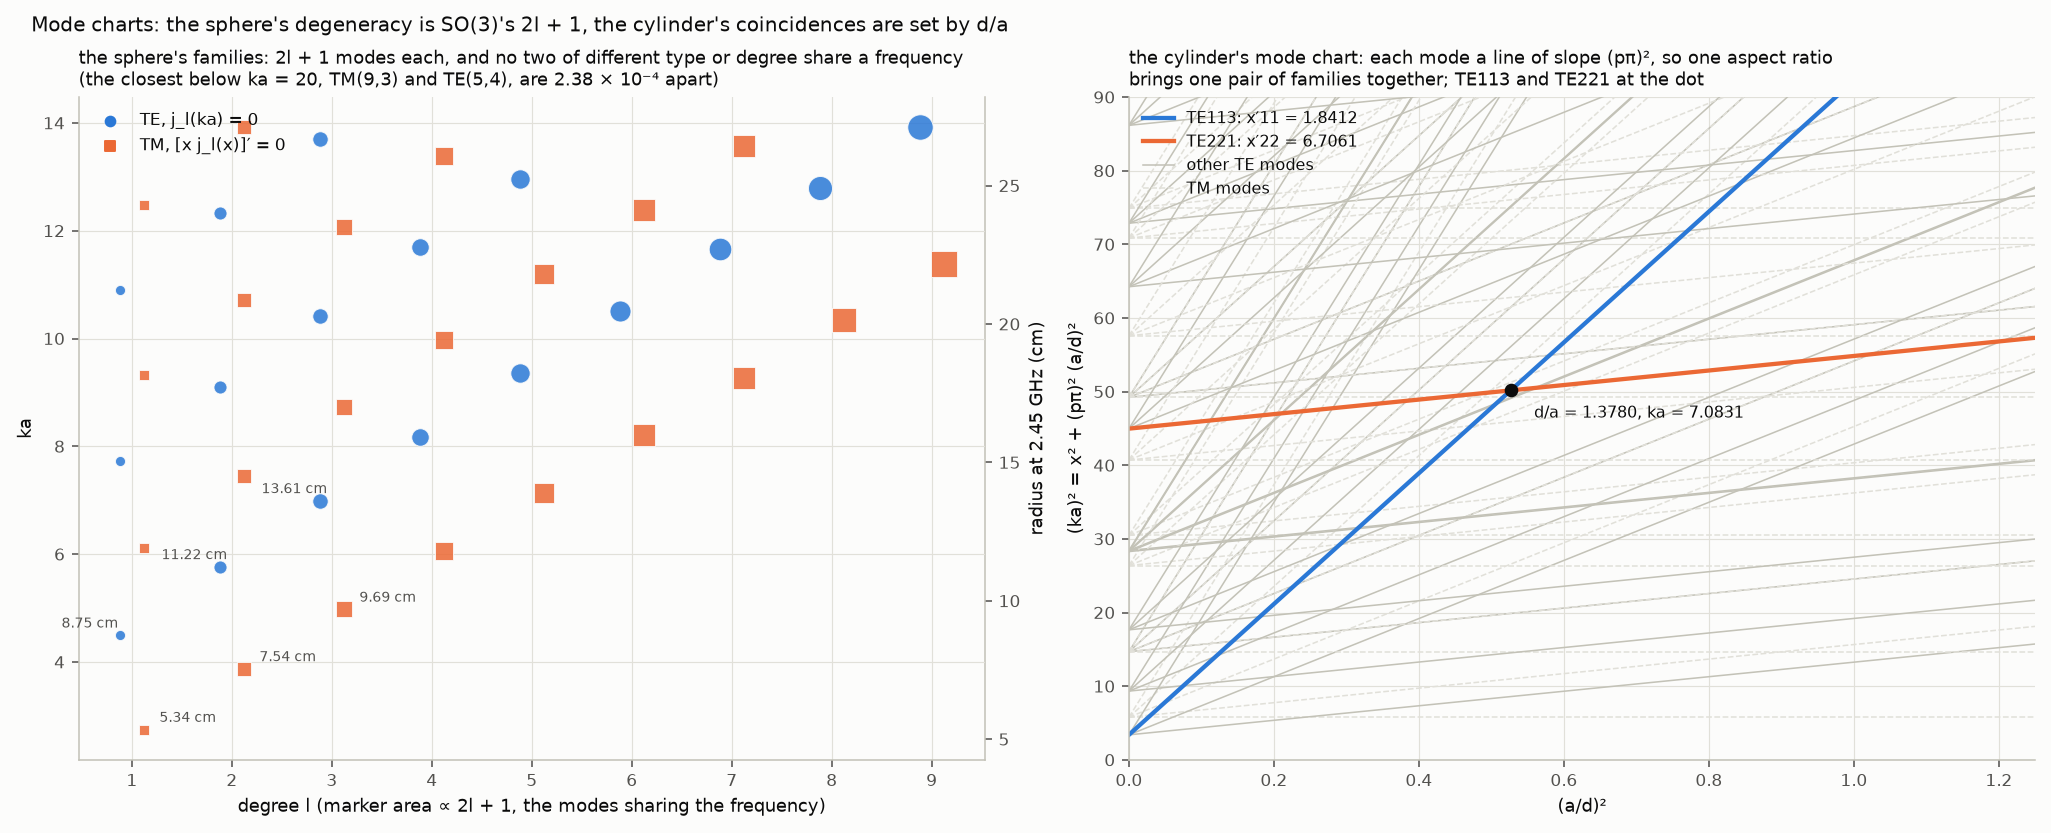 Mode charts: the sphere's degeneracy is SO(3)'s 2l + 1, the cylinder's coincidences are set by d/a
the sphere's families: 2l + 1 modes each, and no two of different type or degree share a frequency
(the closest below ka = 20, TM(9,3) and TE(5,4), are 2.38 × 10⁻⁴ apart)
TE, j_l(ka) = 0
TM, [x j_l(x)]′ = 0
14
12
10
8
6
4
ka
25
20
15
10
5
radius at 2.45 GHz (cm)
13.61 cm
11.22 cm
9.69 cm
8.75 cm
7.54 cm
5.34 cm
1 2 3 4 5 6 7 8 9
degree l (marker area ∝ 2l + 1, the modes sharing the frequency)
the cylinder's mode chart: each mode a line of slope (pπ)², so one aspect ratio
brings one pair of families together; TE113 and TE221 at the dot
TE113: x′11 = 1.8412
TE221: x′22 = 6.7061
other TE modes
TM modes
90
80
70
60
50
40
30
20
10
0
(ka)² = x² + (pπ)² (a/d)²
d/a = 1.3780, ka = 7.0831
0.0 0.2 0.4 0.6 0.8 1.0 1.2
(a/d)²